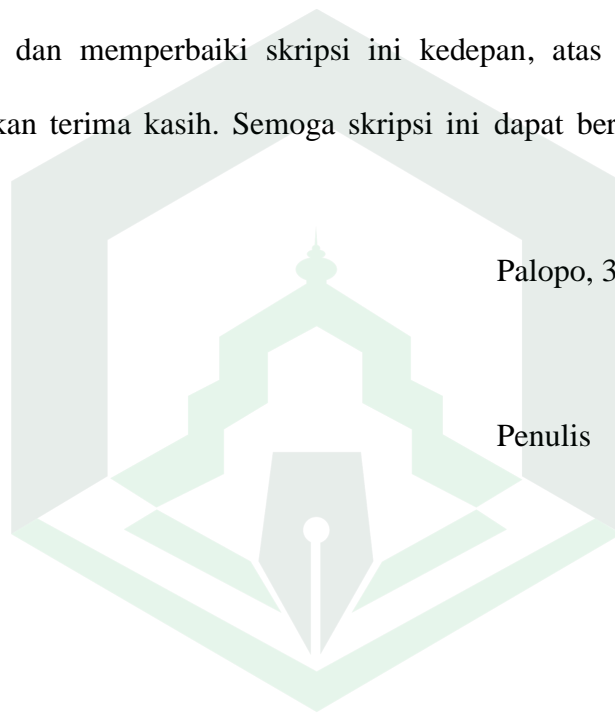 dan memperbaiki skripsi ini kedepan, atas
kan terima kasih. Semoga skripsi ini dapat ber
Palopo, 3
Penulis